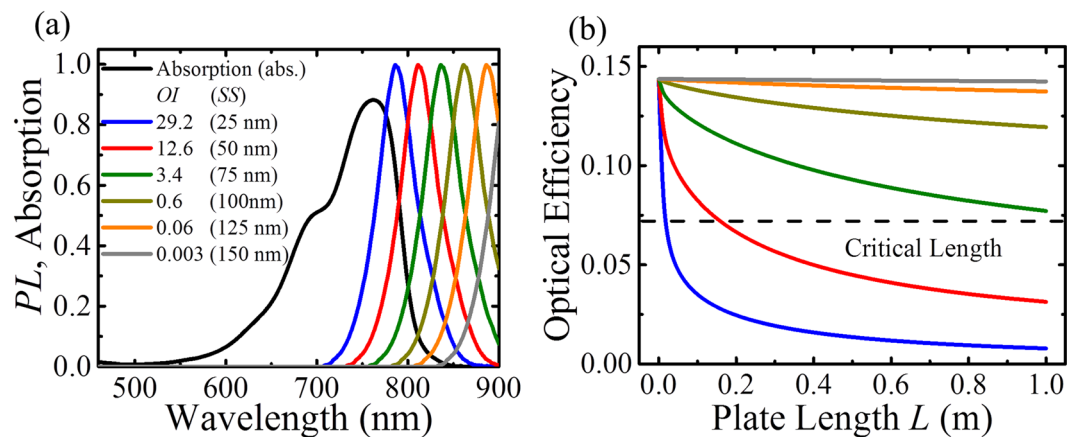 (a)
PL, Absorption
1.0
0.8
0.6
0.4
0.2
0.0
Absorption (abs.)
OI (SS)
29.2 (25 nm)
12.6 (50 nm)
3.4 (75 nm)
0.6 (100nm)
0.06 (125 nm)
0.003 (150 nm)
500 600 700 800 900
Wavelength (nm)
(b)
Optical Efficiency
0.15
0.10
0.05
0.00
Critical Length
0.0 0.2 0.4 0.6 0.8 1.0
Plate Length L (m)